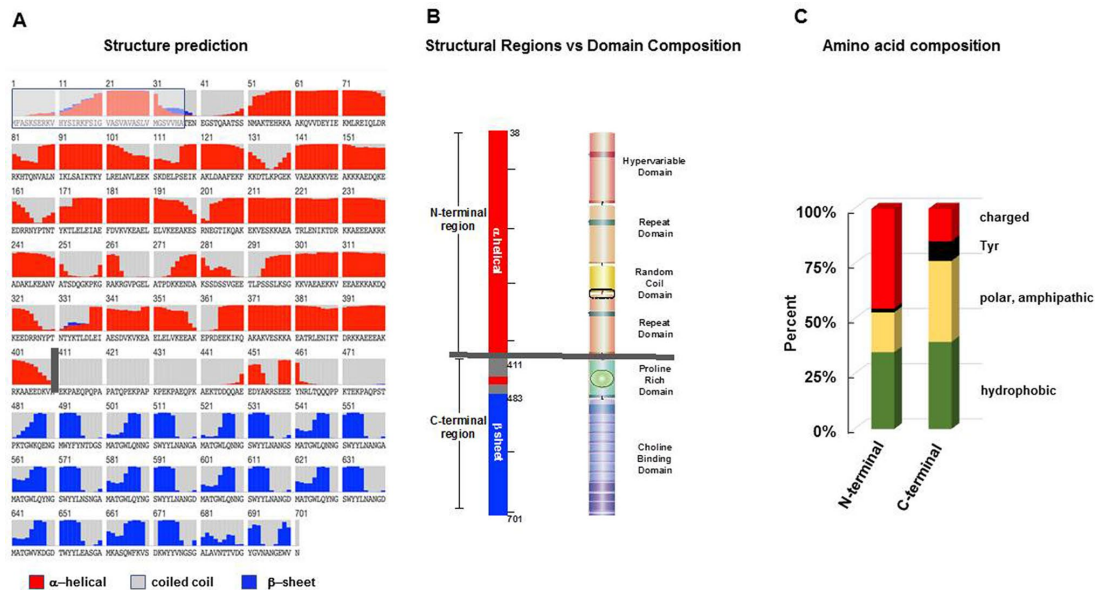 A
Structure prediction
1 11 21 31 41 51 61 71
MFASKSERKV HYSIRKFSIG VASVAVASLV MGSVVHATEN EGSTQAATSS NMAKTEHRKA AKQVVDEYIE KMLREIQLDR
81 91 101 111 121 131 141 151
RKHTQNVALN IKLSAIKTKY LRELNVLEEK SKDELPSEIK AKLDAAFEKF KKDTLKPGEK VAEAKKKVEE AKKKAEDQKE
161 171 181 191 201 211 221 231
EDRRNYPTNT YKTLELEIAE FDVKVKEAEL ELVKEEAKES RNEGTIKQAK EKVESKKAEA TRLENIKTDR KKAEEEAKRK
241 251 261 271 281 291 301 311
ADAKLKEANV ATSDQGKPKG RAKRGVPGEL ATPDKKENDA KSSDSSVGEE TLPSSSLKSG KKVAEAEKKV EEAEKKAKDQ
321 331 341 351 361 371 381 391
KEEDRRNYPT NTYKTLDLEI AESDVKVKEA ELELVKEEAK EPRDEEKIKQ AKAKVESKKA EATRLENIKT DRKKAEEEAK
401 411 421 431 441 451 461 471
RKAAEEDKV EKPAEQPQPA PATQPEKPAP KPEKPAEQPK AEKTDDQQAE EDYARRSEEE YNRLTQQQPP KTEKPAQPST
481 491 501 511 521 531 541 551
PKTGWKQENG MWYFYNTDGS MATGWLQNNG SWYYLNANGA MATGWLQNNG SWYYLNANGS MATGWLQNNG SWYYLNANGA
561 571 581 591 601 611 621 631
MATGWLQYNG SWYYLNSNGA MATGWLQYNG SWYYLNANGD MATGWLQNNG SWYYLNANGD MATGWLQYNG SWYYLNANGD
641 651 661 671 681 691 701
MATGWVKDGD TWYYLEASGA MKASQWFKVS DKWYYVNGSG ALAVNTTVDG YGVNANGEWV N
α–helical coiled coil β–sheet
B
Structural Regions vs Domain Composition
38
N-terminal
region
α helical
411
483
C-terminal
region
β sheet
701
Hypervariable
Domain
Repeat
Domain
Random
Coil
Domain
Repeat
Domain
Proline
Rich
Domain
Choline
Binding
Domain
C
Amino acid composition
Percent
100%
75%
50%
25%
0%
charged
Tyr
polar, amphipathic
hydrophobic
N-terminal
C-terminal